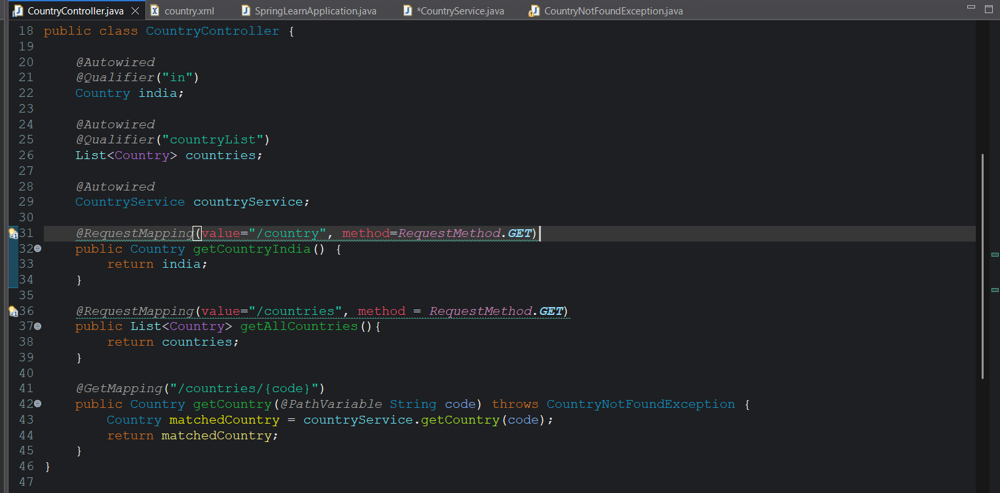 CountryController.java country.xml SpringLearnApplication.java *CountryService.java CountryNotFoundException.java
18 public class CountryController {
19
20 @Autowired
21 @Qualifier("in")
22 Country india;
23
24 @Autowired
25 @Qualifier("countryList")
26 List<Country> countries;
27
28 @Autowired
29 CountryService countryService;
30
31 @RequestMapping(value="/country", method=RequestMethod.GET)
32 public Country getCountryIndia() {
33 return india;
34 }
35
36 @RequestMapping(value="/countries", method = RequestMethod.GET)
37 public List<Country> getAllCountries(){
38 return countries;
39 }
40
41 @GetMapping("/countries/{code}")
42 public Country getCountry(@PathVariable String code) throws CountryNotFoundException {
43 Country matchedCountry = countryService.getCountry(code);
44 return matchedCountry;
45 }
46 }
47